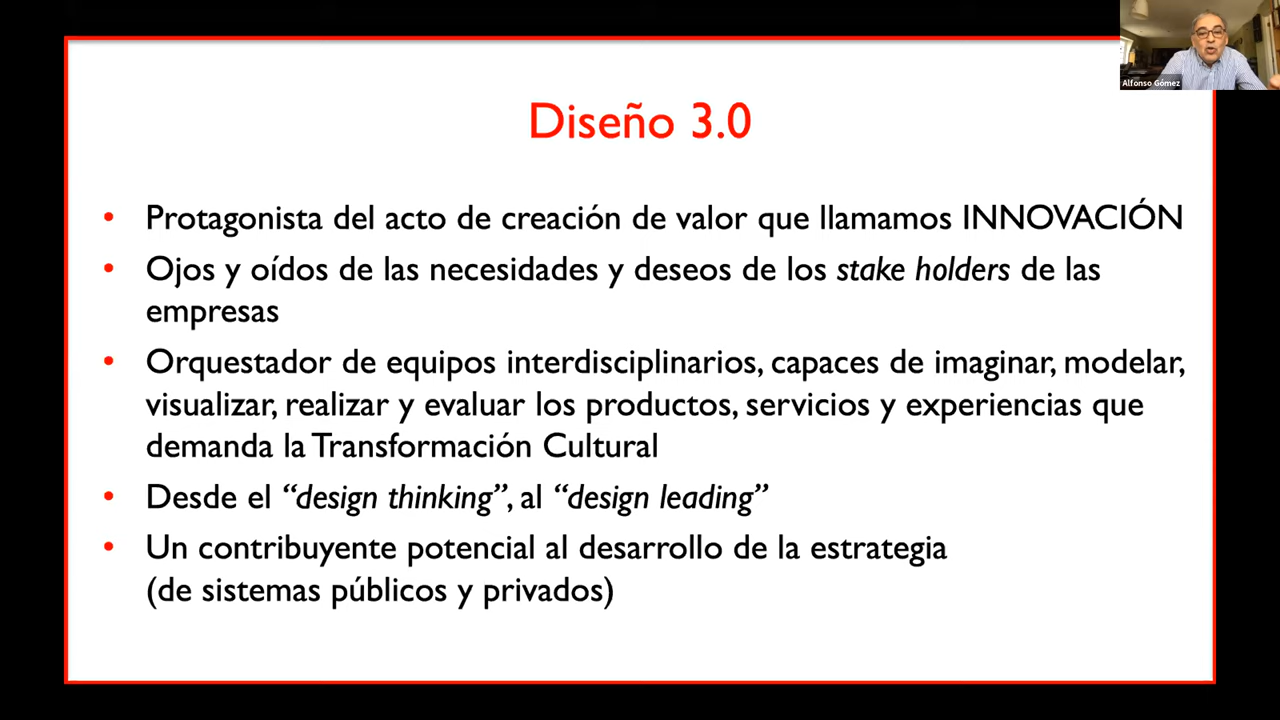 Alfonso Gómez
Diseño 3.0
• Protagonista del acto de creación de valor que llamamos INNOVACIÓN
• Ojos y oídos de las necesidades y deseos de los stake holders de las
empresas
• Orquestador de equipos interdisciplinarios, capaces de imaginar, modelar,
visualizar, realizar y evaluar los productos, servicios y experiencias que
demanda la Transformación Cultural
• Desde el “design thinking”, al “design leading”
• Un contribuyente potencial al desarrollo de la estrategia
(de sistemas públicos y privados)